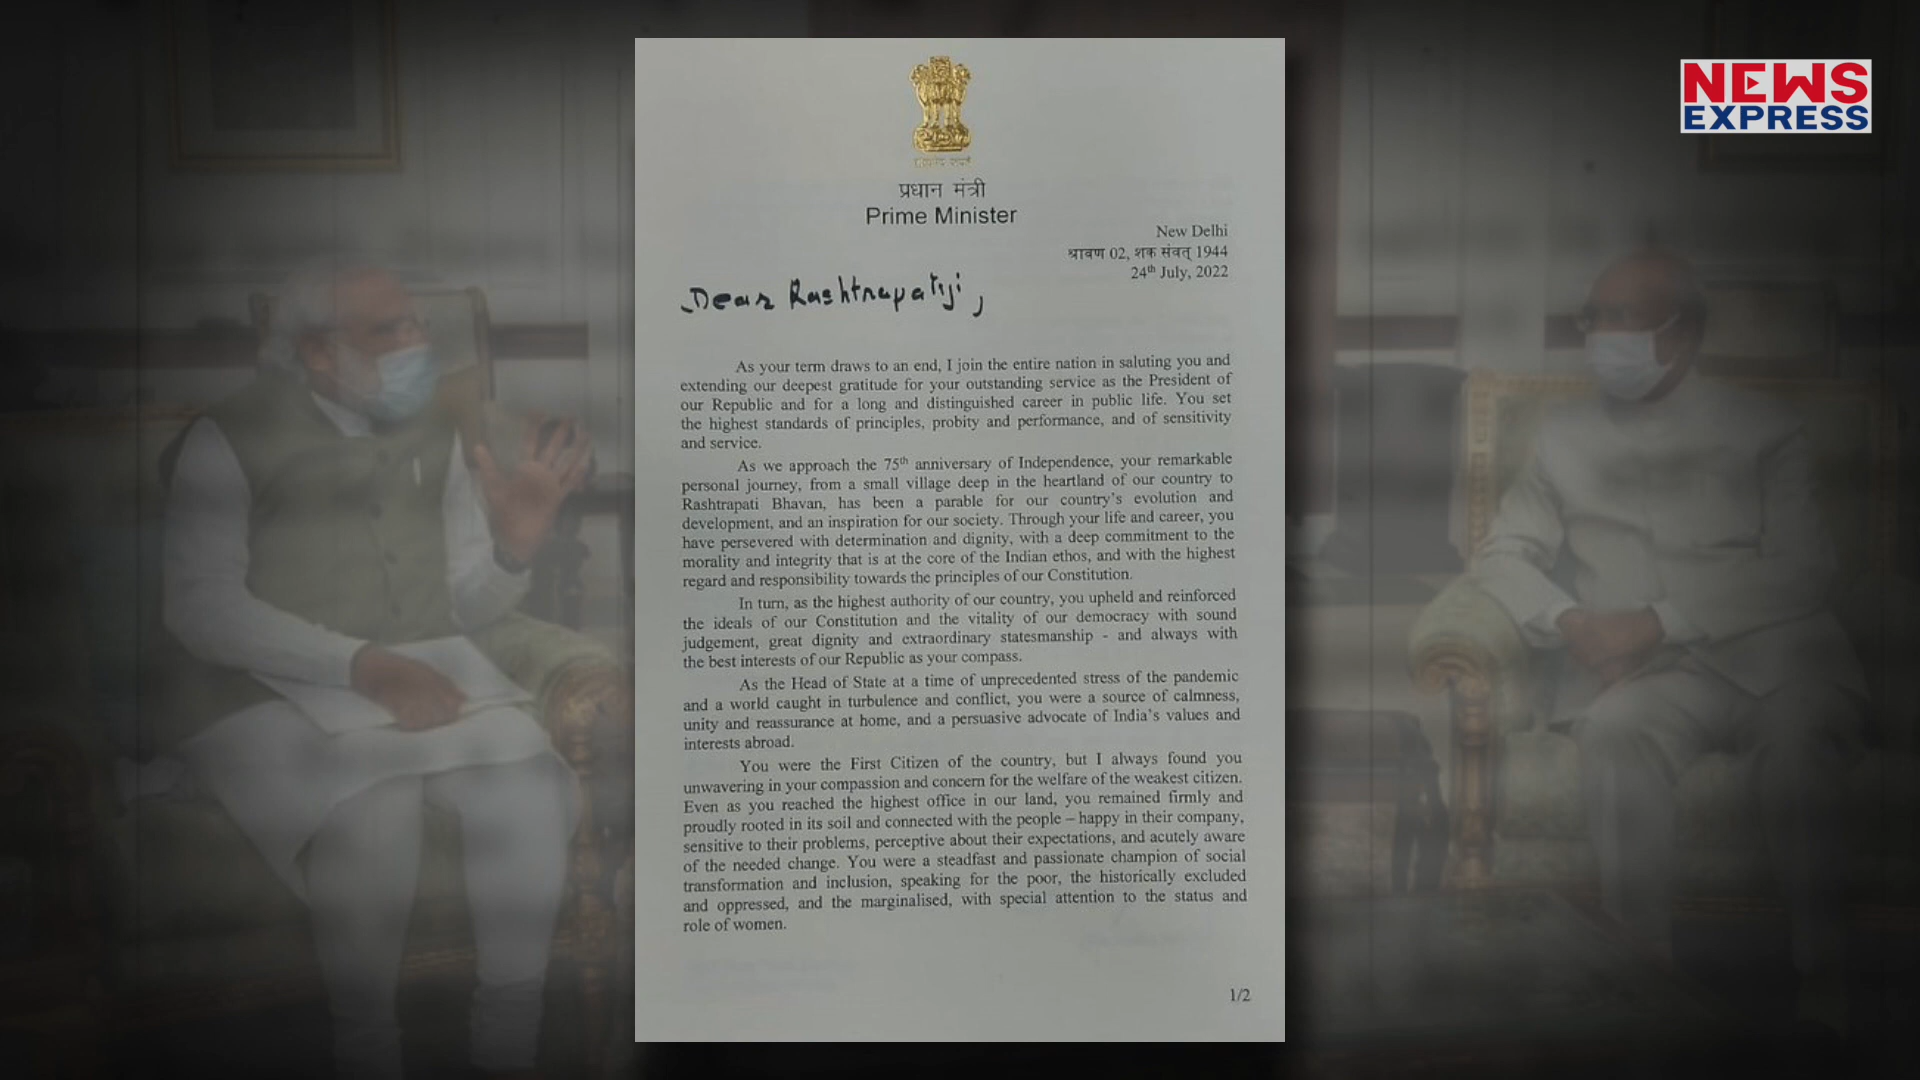 NEWS
EXPRESS
प्रधान मंत्री
Prime Minister
New Delhi
श्रावण 02, शक संवत् 1944
24th July, 2022
Dear Rashtrapatiji,
As your term draws to an end, I join the entire nation in saluting you and
extending our deepest gratitude for your outstanding service as the President of
our Republic and for a long and distinguished career in public life. You set
the highest standards of principles, probity and performance, and of sensitivity
and service.
As we approach the 75th anniversary of Independence, your remarkable
personal journey, from a small village deep in the heartland of our country to
Rashtrapati Bhavan, has been a parable for our country's evolution and
development, and an inspiration for our society. Through your life and career, you
have persevered with determination and dignity, with a deep commitment to the
morality and integrity that is at the core of the Indian ethos, and with the highest
regard and responsibility towards the principles of our Constitution.
In turn, as the highest authority of our country, you upheld and reinforced
the ideals of our Constitution and the vitality of our democracy with sound
judgement, great dignity and extraordinary statesmanship - and always with
the best interests of our Republic as your compass.
As the Head of State at a time of unprecedented stress of the pandemic
and a world caught in turbulence and conflict, you were a source of calmness,
unity and reassurance at home, and a persuasive advocate of India's values and
interests abroad.
You were the First Citizen of the country, but I always found you
unwavering in your compassion and concern for the welfare of the weakest citizen.
Even as you reached the highest office in our land, you remained firmly and
proudly rooted in its soil and connected with the people – happy in their company,
sensitive to their problems, perceptive about their expectations, and acutely aware
of the needed change. You were a steadfast and passionate champion of social
transformation and inclusion, speaking for the poor, the historically excluded
and oppressed, and the marginalised, with special attention to the status and
role of women.
1/2